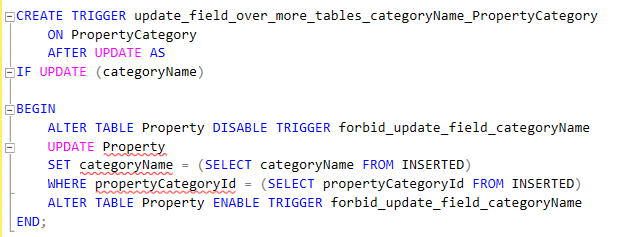 CREATE TRIGGER update_field_over_more_tables_categoryName_PropertyCategory
ON PropertyCategory
AFTER UPDATE AS
IF UPDATE (categoryName)
BEGIN
ALTER TABLE Property DISABLE TRIGGER forbid_update_field_categoryName
UPDATE Property
SET categoryName = (SELECT categoryName FROM INSERTED)
WHERE propertyCategoryId = (SELECT propertyCategoryId FROM INSERTED)
ALTER TABLE Property ENABLE TRIGGER forbid_update_field_categoryName
END;